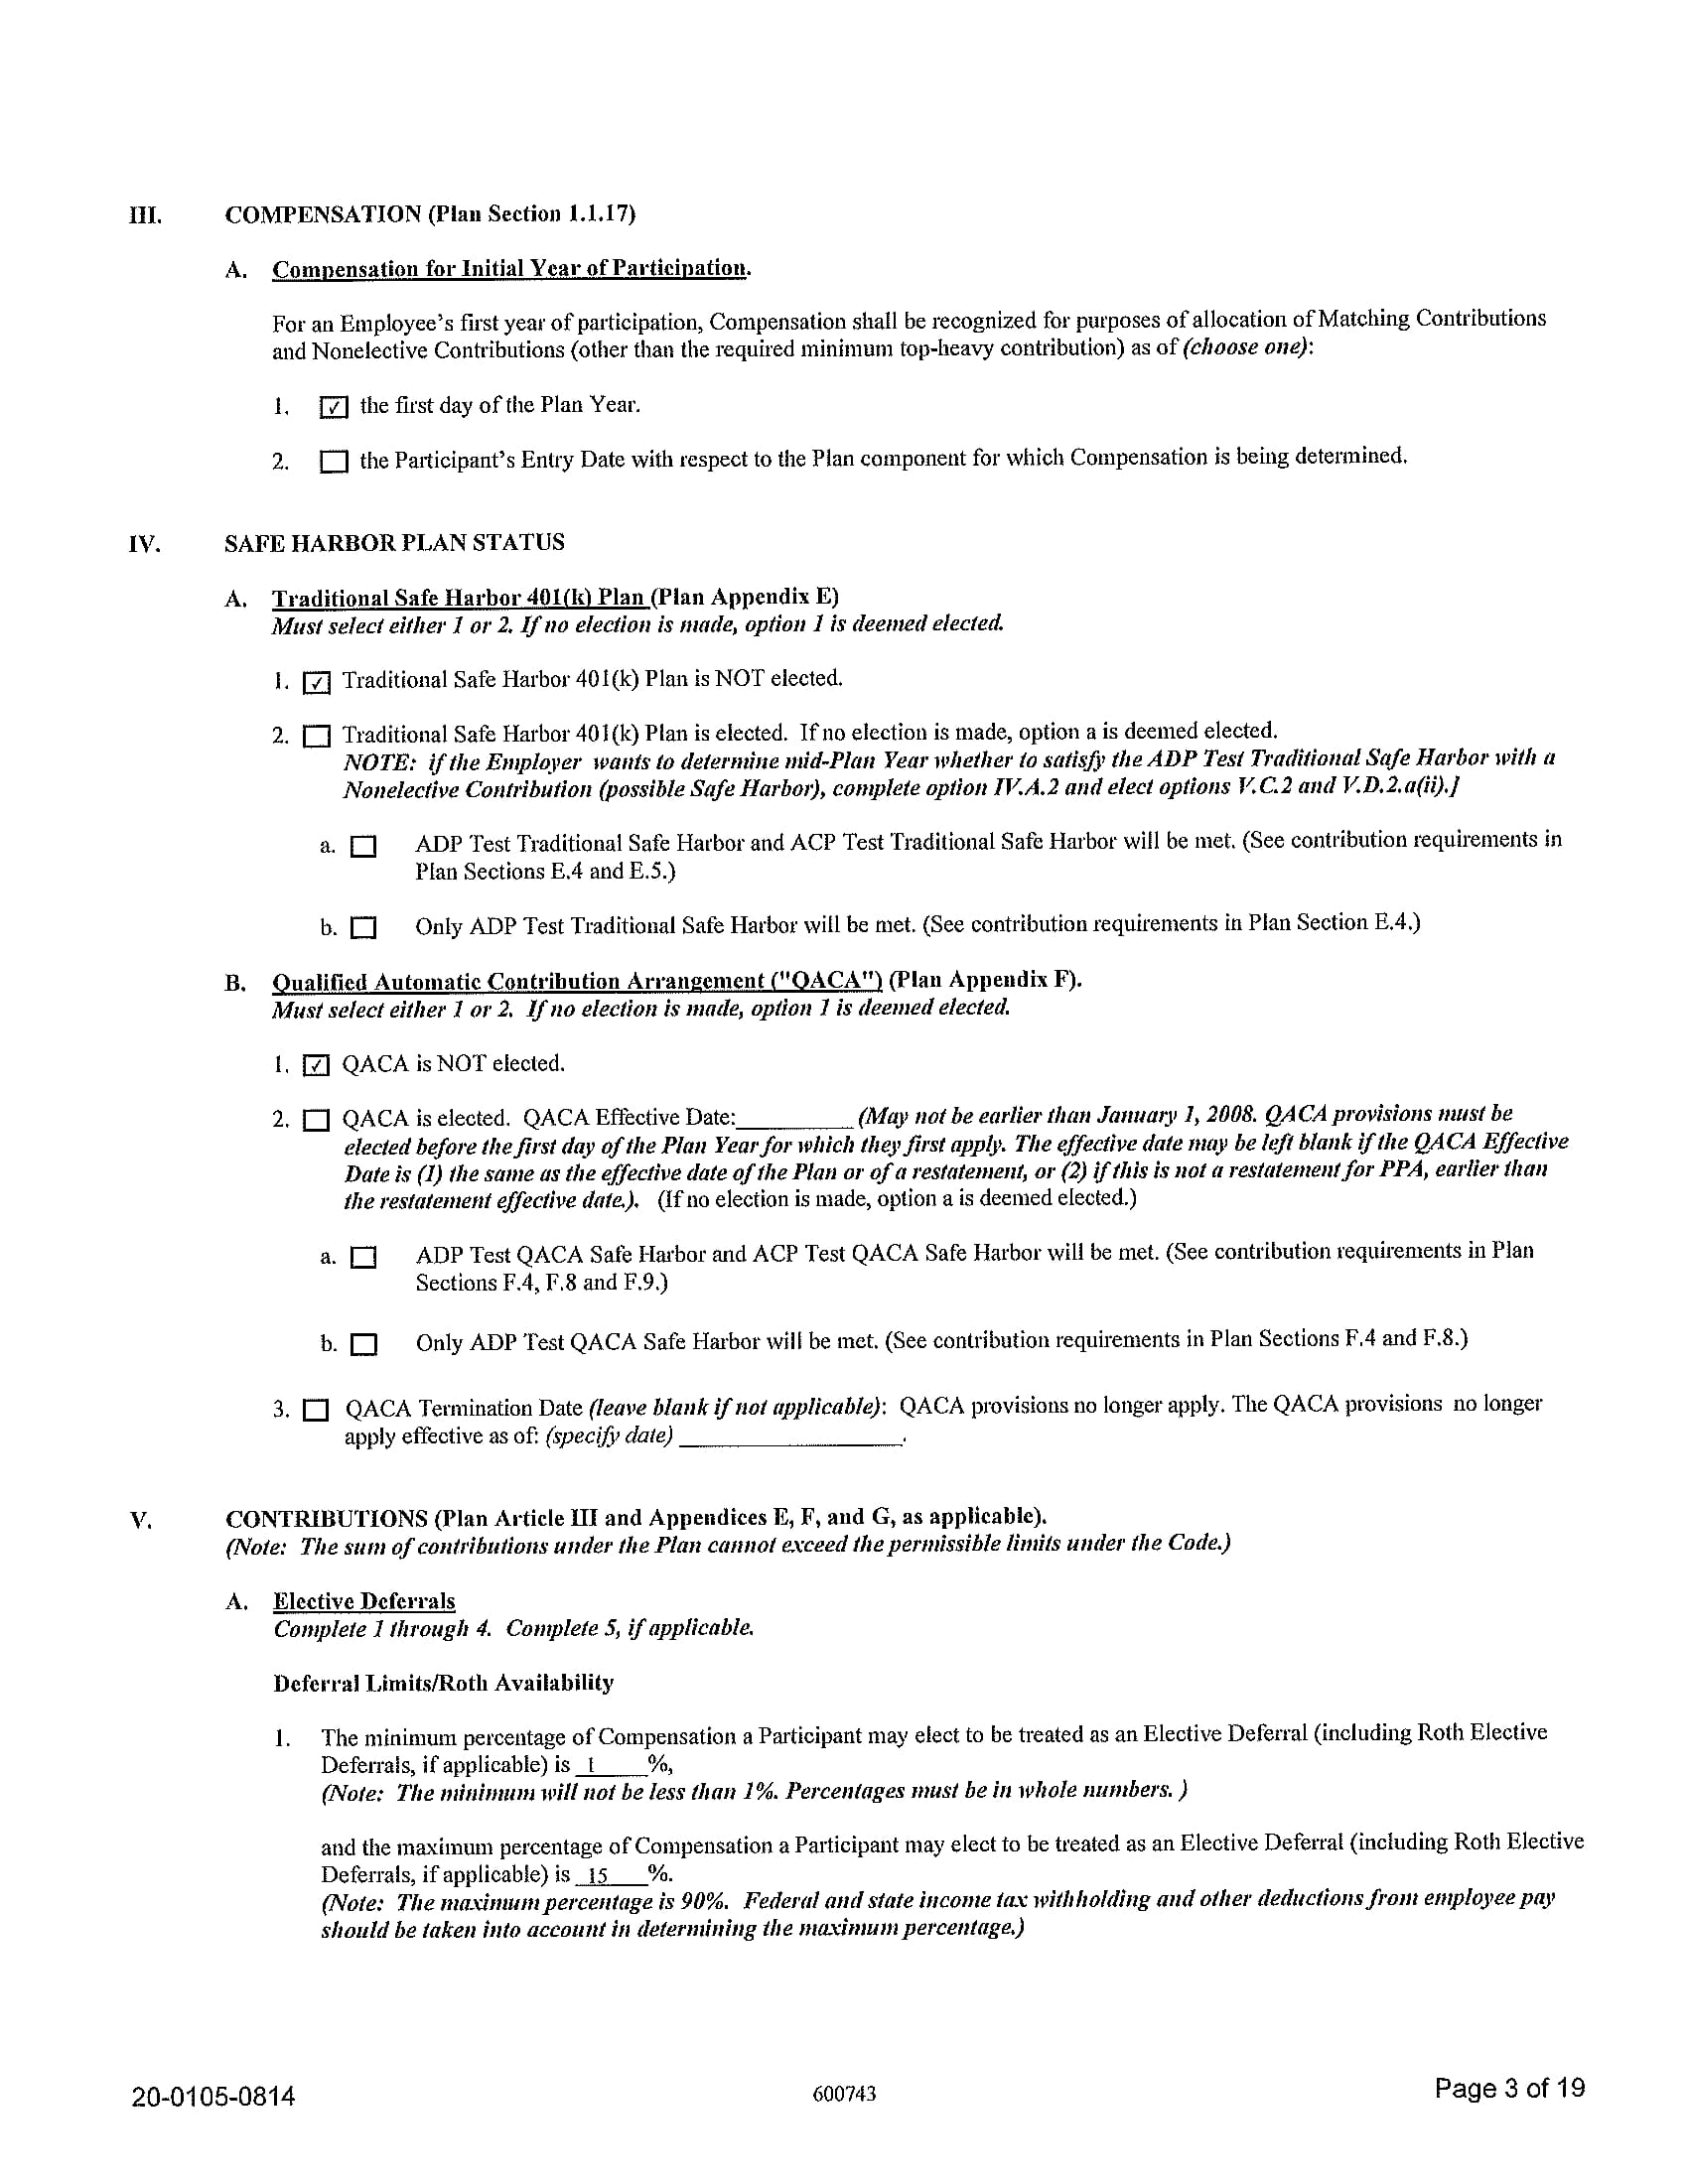 III. COMPENSATION (Plan Section 1.1.17)
A. Compensation for Initial Year of Participation.
For an Employee's first year of participation, Compensation shall be recognized for purposes of allocation of Matching Contributions
and Nonelective Contributions (other than the required minimum top-heavy contribution) as of (choose one):
1. ☑ the first day of the Plan Year.
2. ☐ the Participant's Entry Date with respect to the Plan component for which Compensation is being determined.
IV. SAFE HARBOR PLAN STATUS
A. Traditional Safe Harbor 401(k) Plan (Plan Appendix E)
Must select either 1 or 2. If no election is made, option 1 is deemed elected.
1. ☑ Traditional Safe Harbor 401(k) Plan is NOT elected.
2. ☐ Traditional Safe Harbor 401(k) Plan is elected. If no election is made, option a is deemed elected.
NOTE: if the Employer wants to determine mid-Plan Year whether to satisfy the ADP Test Traditional Safe Harbor with a
Nonelective Contribution (possible Safe Harbor), complete option IV.A.2 and elect options V.C.2 and V.D.2.a(ii).]
a. ☐ ADP Test Traditional Safe Harbor and ACP Test Traditional Safe Harbor will be met. (See contribution requirements in
Plan Sections E.4 and E.5.)
b. ☐ Only ADP Test Traditional Safe Harbor will be met. (See contribution requirements in Plan Section E.4.)
B. Qualified Automatic Contribution Arrangement ("QACA") (Plan Appendix F).
Must select either 1 or 2. If no election is made, option 1 is deemed elected.
1. ☑ QACA is NOT elected.
2. ☐ QACA is elected. QACA Effective Date:__________ (May not be earlier than January 1, 2008. QACA provisions must be
elected before the first day of the Plan Year for which they first apply. The effective date may be left blank if the QACA Effective
Date is (1) the same as the effective date of the Plan or of a restatement, or (2) if this is not a restatement for PPA, earlier than
the restatement effective date.). (If no election is made, option a is deemed elected.)
a. ☐ ADP Test QACA Safe Harbor and ACP Test QACA Safe Harbor will be met. (See contribution requirements in Plan
Sections F.4, F.8 and F.9.)
b. ☐ Only ADP Test QACA Safe Harbor will be met. (See contribution requirements in Plan Sections F.4 and F.8.)
3. ☐ QACA Termination Date (leave blank if not applicable): QACA provisions no longer apply. The QACA provisions no longer
apply effective as of: (specify date) ___________________.
V. CONTRIBUTIONS (Plan Article III and Appendices E, F, and G, as applicable).
(Note: The sum of contributions under the Plan cannot exceed the permissible limits under the Code.)
A. Elective Deferrals
Complete 1 through 4. Complete 5, if applicable.
Deferral Limits/Roth Availability
1. The minimum percentage of Compensation a Participant may elect to be treated as an Elective Deferral (including Roth Elective
Deferrals, if applicable) is _1____%,
(Note: The minimum will not be less than 1%. Percentages must be in whole numbers. )
and the maximum percentage of Compensation a Participant may elect to be treated as an Elective Deferral (including Roth Elective
Deferrals, if applicable) is _15___%.
(Note: The maximum percentage is 90%. Federal and state income tax withholding and other deductions from employee pay
should be taken into account in determining the maximum percentage.)
20-0105-0814 600743 Page 3 of 19